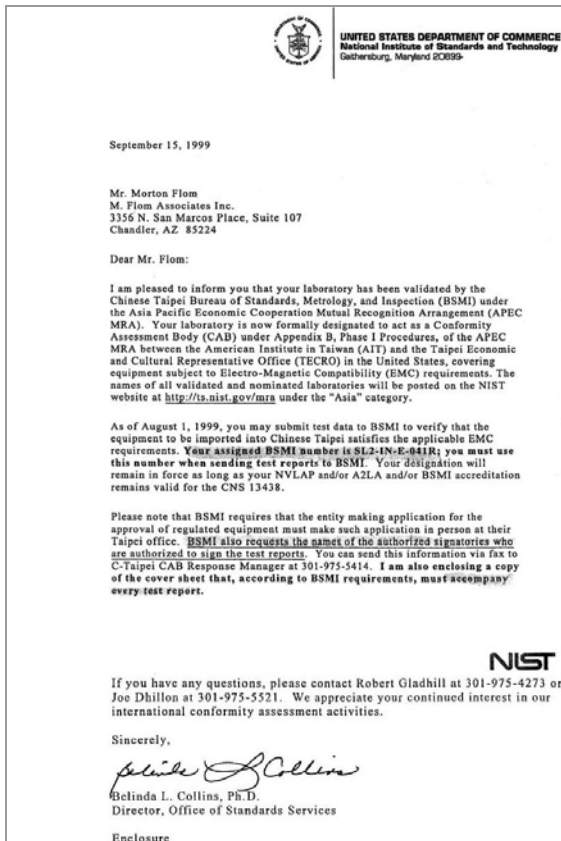 UNITED STATES DEPARTMENT OF COMMERCE
National Institute of Standards and Technology
Gaithersburg, Maryland 20899-
September 15, 1999
Mr. Morton Flom
M. Flom Associates Inc.
3356 N. San Marcos Place, Suite 107
Chandler, AZ 85224
Dear Mr. Flom:
I am pleased to inform you that your laboratory has been validated by the
Chinese Taipei Bureau of Standards, Metrology, and Inspection (BSMI) under
the Asia Pacific Economic Cooperation Mutual Recognition Arrangement (APEC
MRA). Your laboratory is now formally designated to act as a Conformity
Assessment Body (CAB) under Appendix B, Phase I Procedures, of the APEC
MRA between the American Institute in Taiwan (AIT) and the Taipei Economic
and Cultural Representative Office (TECRO) in the United States, covering
equipment subject to Electro-Magnetic Compatibility (EMC) requirements. The
names of all validated and nominated laboratories will be posted on the NIST
website at http://ts.nist.gov/mra under the "Asia" category.
As of August 1, 1999, you may submit test data to BSMI to verify that the
equipment to be imported into Chinese Taipei satisfies the applicable EMC
requirements. Your assigned BSMI number is SL2-IN-E-041R; you must use
this number when sending test reports to BSMI. Your designation will
remain in force as long as your NVLAP and/or A2LA and/or BSMI accreditation
remains valid for the CNS 13438.
Please note that BSMI requires that the entity making application for the
approval of regulated equipment must make such application in person at their
Taipei office. BSMI also requests the names of the authorized signatories who
are authorized to sign the test reports. You can send this information via fax to
C-Taipei CAB Response Manager at 301-975-5414. I am also enclosing a copy
of the cover sheet that, according to BSMI requirements, must accompany
every test report.
NIST
If you have any questions, please contact Robert Gladhill at 301-975-4273 or
Joe Dhillon at 301-975-5521. We appreciate your continued interest in our
international conformity assessment activities.
Sincerely,
Belinda L Collins
Belinda L. Collins, Ph.D.
Director, Office of Standards Services
Enclosure